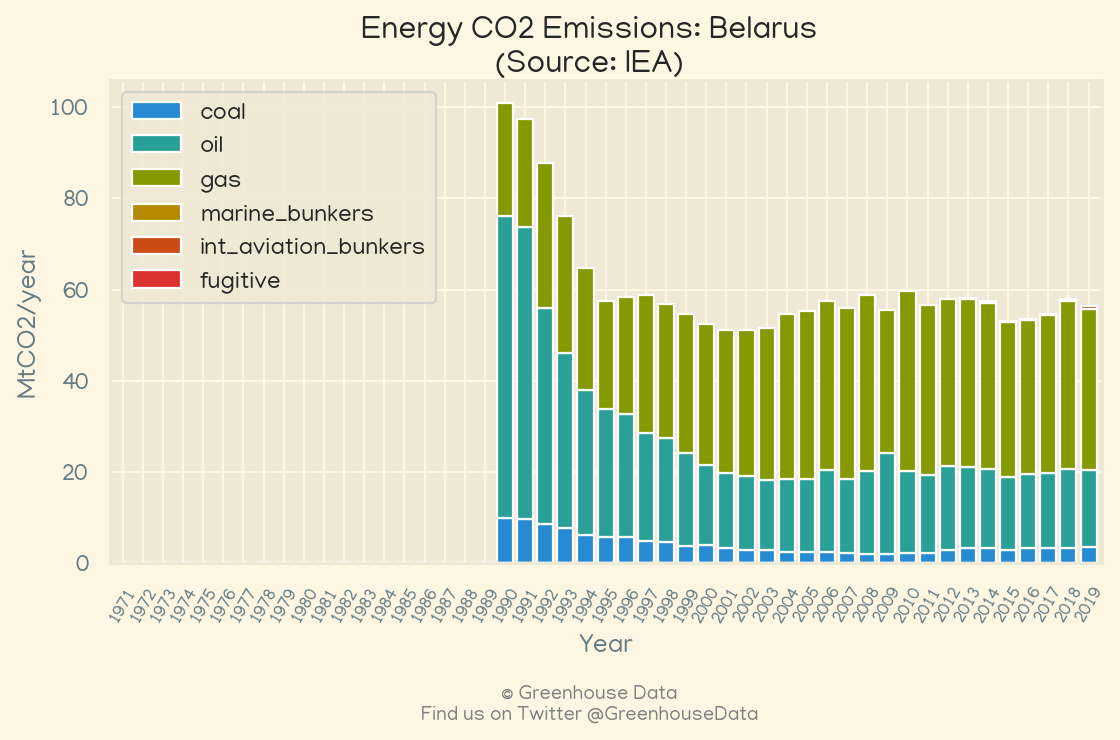 Energy CO2 Emissions: Belarus
(Source: IEA)
MtCO2/year
100
80
60
40
20
0
coal
oil
gas
marine_bunkers
int_aviation_bunkers
fugitive
1971 1972 1973 1974 1975 1976 1977 1978 1979 1980 1981 1982 1983 1984 1985 1986 1987 1988 1989 1990 1991 1992 1993 1994 1995 1996 1997 1998 1999 2000 2001 2002 2003 2004 2005 2006 2007 2008 2009 2010 2011 2012 2013 2014 2015 2016 2017 2018 2019
Year
© Greenhouse Data
Find us on Twitter @GreenhouseData